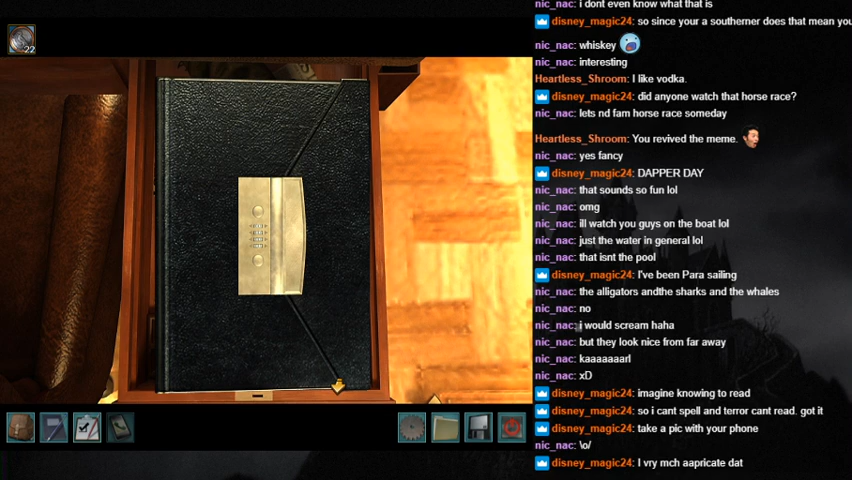 22
nic_nac: i dont even know what that is
disney_magic24: so since your a southerner does that mean you
nic_nac: whiskey
nic_nac: interesting
Heartless_Shroom: I like vodka.
disney_magic24: did anyone watch that horse race?
nic_nac: lets nd fam horse race someday
Heartless_Shroom: You revived the meme.
nic_nac: yes fancy
disney_magic24: DAPPER DAY
nic_nac: that sounds so fun lol
nic_nac: omg
nic_nac: ill watch you guys on the boat lol
nic_nac: just the water in general lol
nic_nac: that isnt the pool
disney_magic24: I've been Para sailing
nic_nac: the alligators andthe sharks and the whales
nic_nac: no
nic_nac: i would scream haha
nic_nac: but they look nice from far away
nic_nac: kaaaaaarl
nic_nac: xD
disney_magic24: imagine knowing to read
disney_magic24: so i cant spell and terror cant read. got it
disney_magic24: take a pic with your phone
nic_nac: \o/
disney_magic24: I vry mch aapricate dat